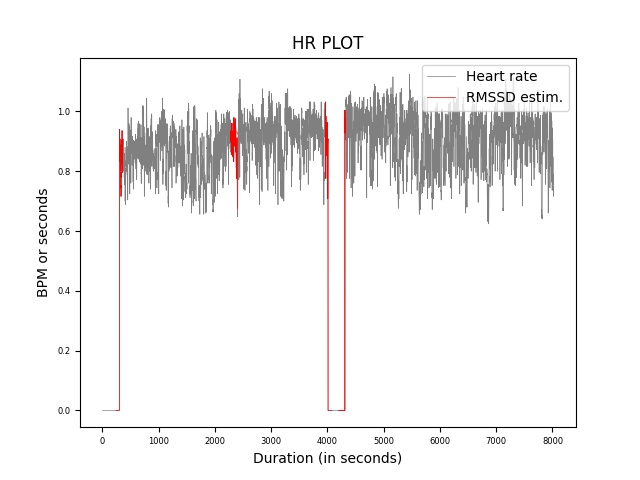 HR PLOT
Heart rate
RMSSD estim.
BPM or seconds
1.0
0.8
0.6
0.4
0.2
0.0
0 1000 2000 3000 4000 5000 6000 7000 8000
Duration (in seconds)